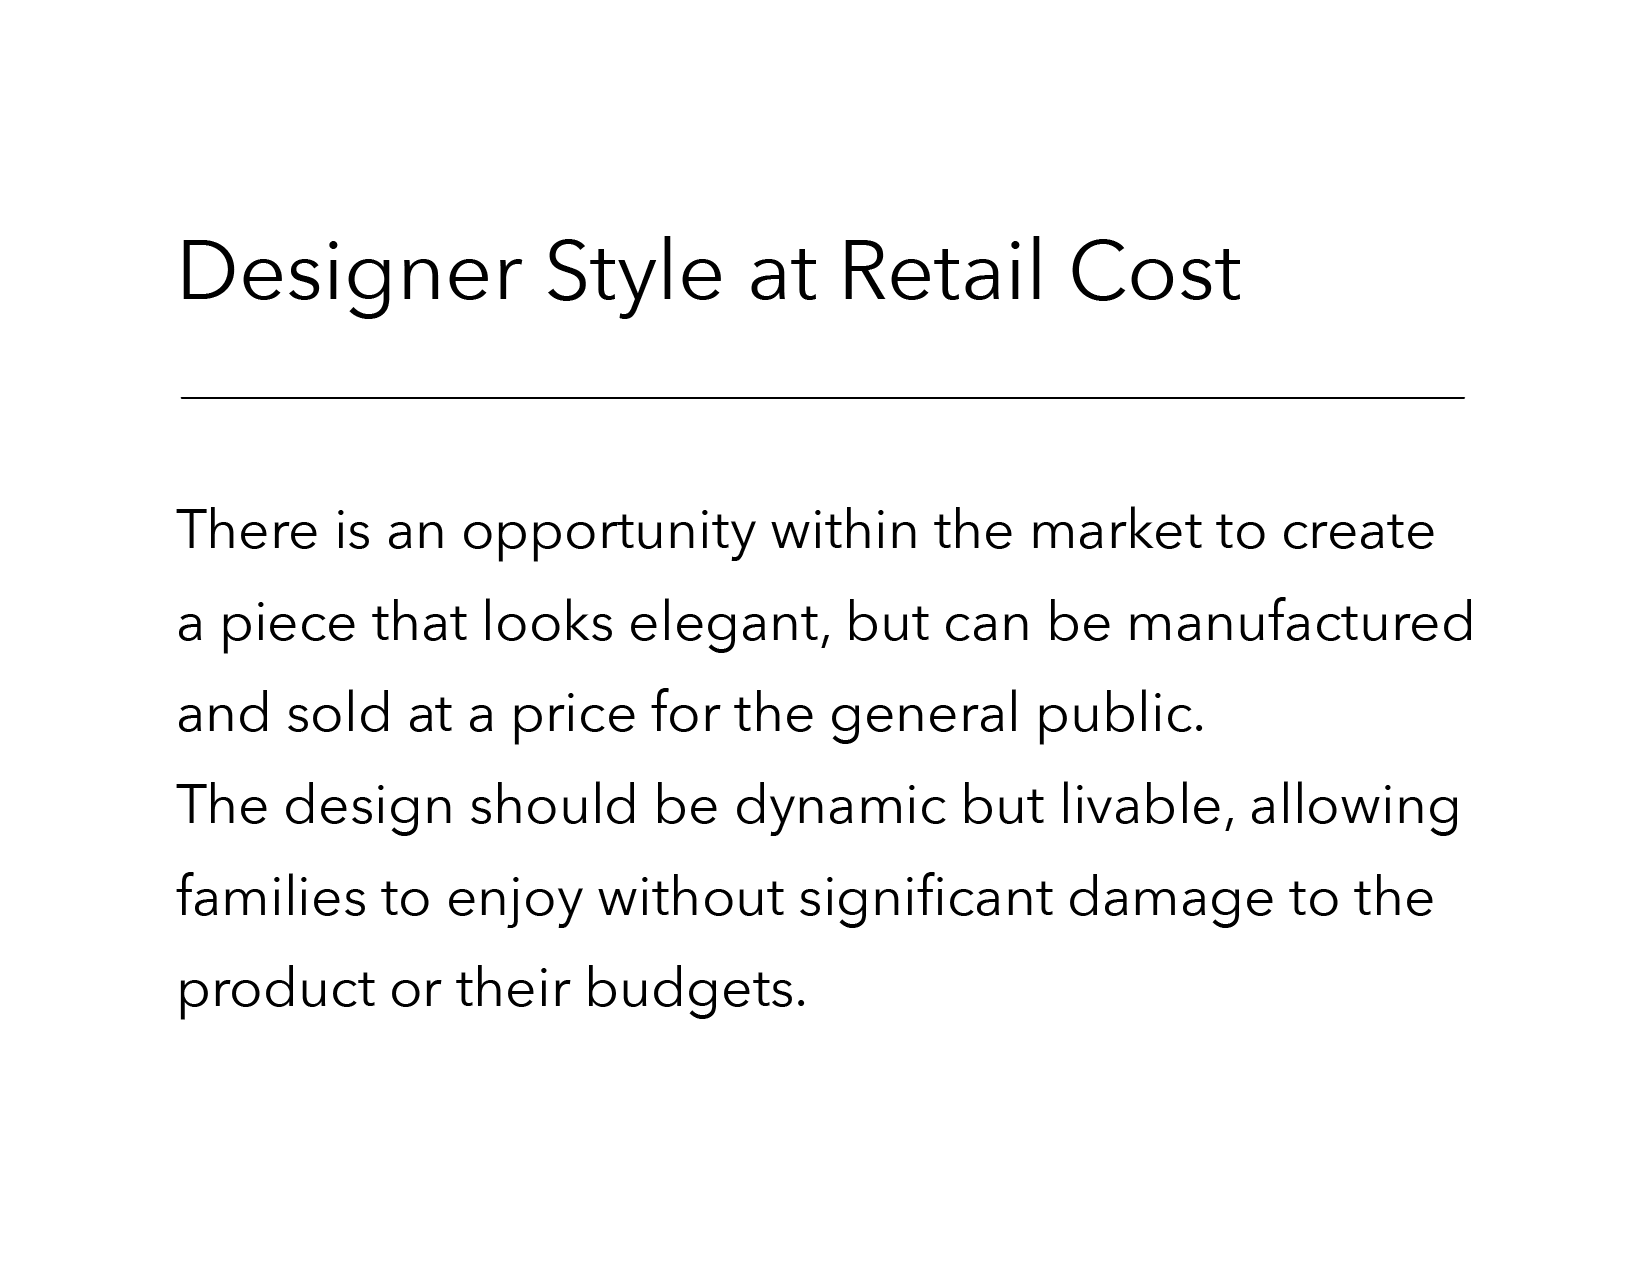 Designer Style at Retail Cost
There is an opportunity within the market to create
a piece that looks elegant, but can be manufactured
and sold at a price for the general public.
The design should be dynamic but livable, allowing
families to enjoy without significant damage to the
product or their budgets.